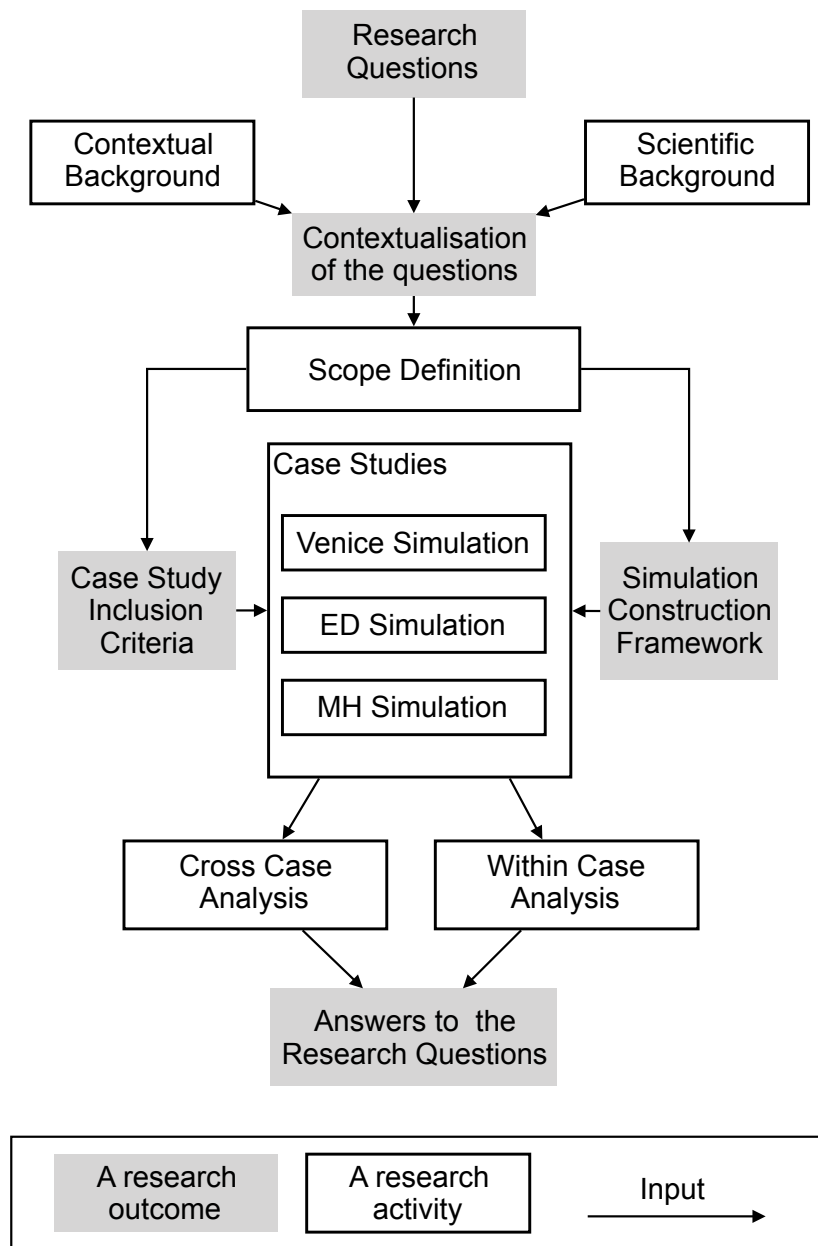 Research
Questions
Contextual
Background
Scientific
Background
Contextualisation
of the questions
Scope Definition
Case Studies
Venice Simulation
ED Simulation
MH Simulation
Case Study
Inclusion
Criteria
Simulation
Construction
Framework
Cross Case
Analysis
Within Case
Analysis
Answers to the
Research Questions
A research
outcome
A research
activity
Input